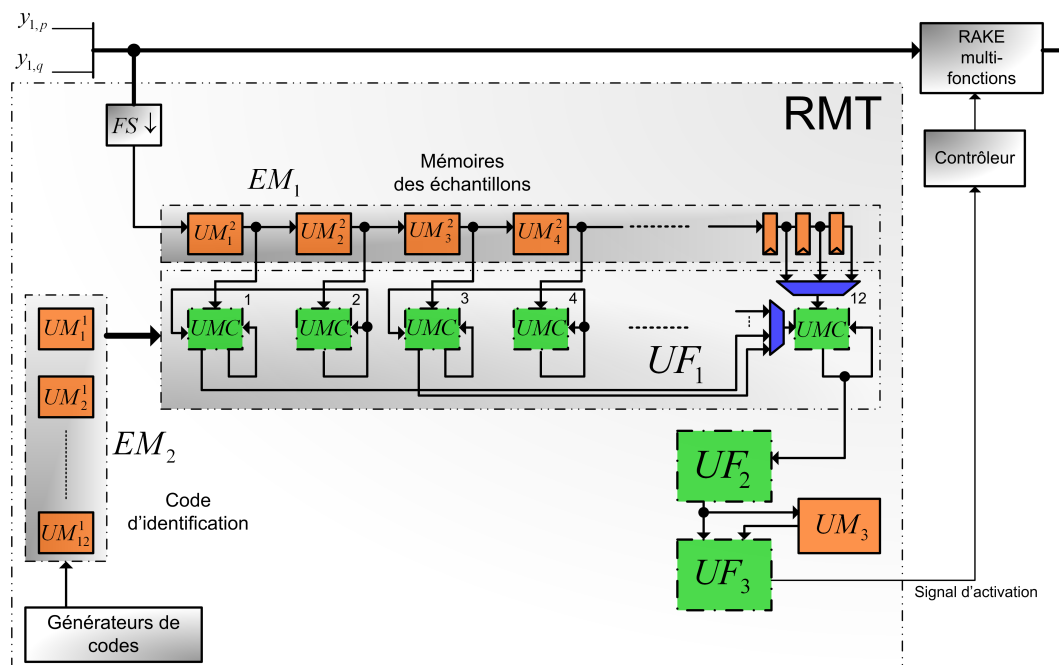 y1,p
y1,q
RAKE
multi-
fonctions
RMT
FS ↓
Mémoires
des échantillons
EM1
Contrôleur
UM²1
UM²2
UM²3
UM²4
1
2
3
4
12
UMC
UMC
UMC
UMC
UMC
UF1
UM¹1
UM¹2
UM¹12
EM2
Code
d'identification
UF2
UM3
UF3
Signal d'activation
Générateurs de
codes